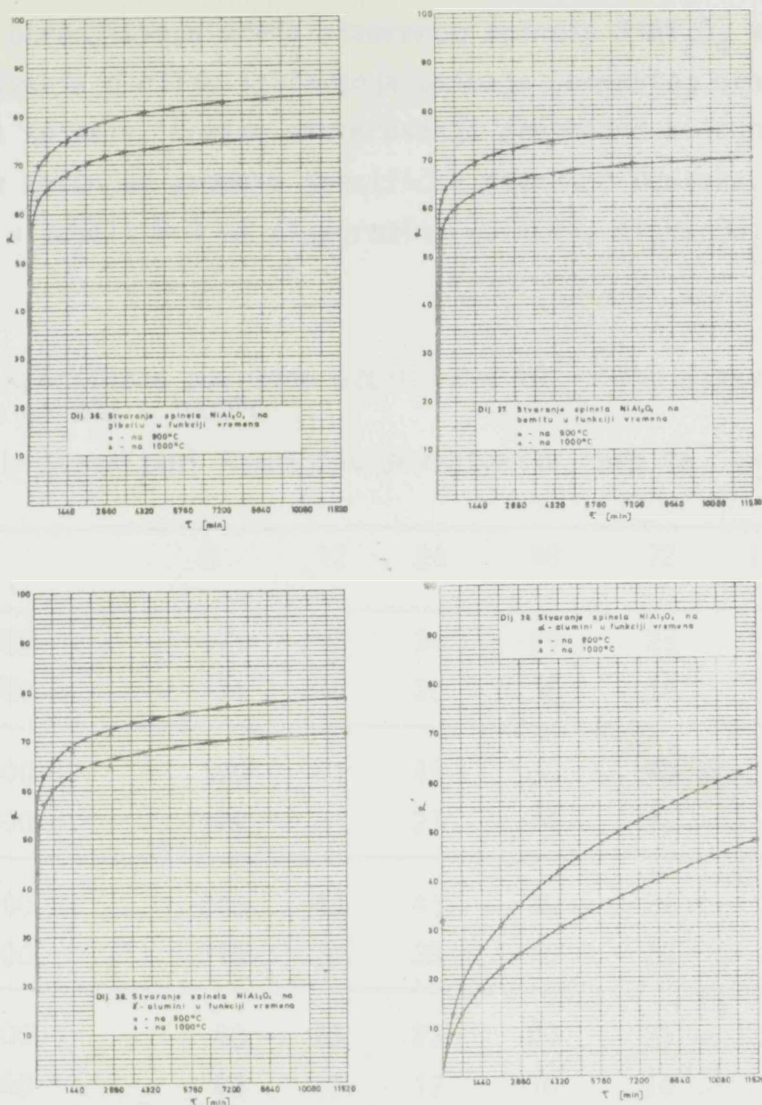 100
90
80
70
60
50
40
30
20
10
α
Dij. 36. Stvaranje spinela NiAl₂O₄ na
gibsitu u funkciji vremena
- na 900°C
- na 1000°C
1440 2880 4320 5760 7200 8640 10080 11520
τ [min]
100
90
80
70
60
50
40
30
20
10
α
Dij. 37. Stvaranje spinela NiAl₂O₄ na
bemitu u funkciji vremena
- na 900°C
- na 1000°C
1440 2880 4320 5760 7200 8640 10080 11520
τ [min]
100
90
80
70
60
50
40
30
20
10
α
Dij. 38. Stvaranje spinela NiAl₂O₄ na
γ-alumini u funkciji vremena
- na 900°C
- na 1000°C
1440 2880 4320 5760 7200 8640 10080 11520
τ [min]
90
80
70
60
50
40
30
20
10
α
Stvaranje spinela NiAl₂O₄ na
α-alumini u funkciji vremena
- na 900°C
- na 1000°C
1440 2880 4320 5760 7200 8640 10080 11520
τ [min]